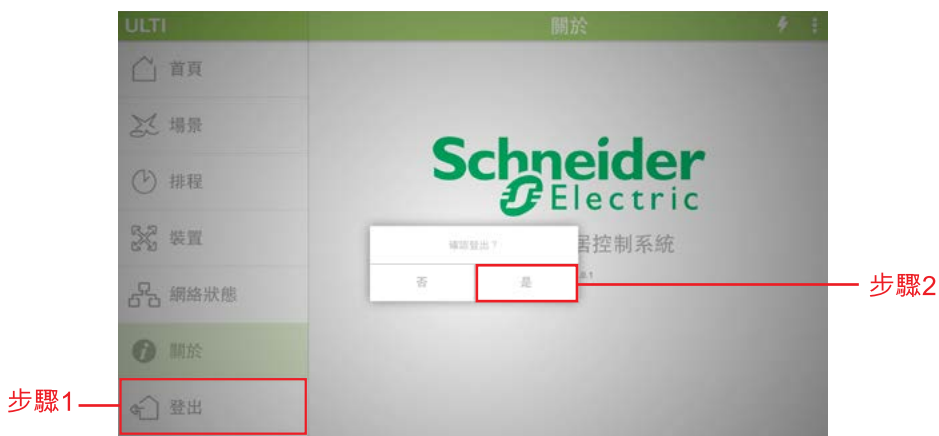 ULTI
關於
首頁
場景
排程
裝置
網絡狀態
關於
登出
Schneider
Electric
居控制系統
確認登出？
否
是
步驟1
步驟2